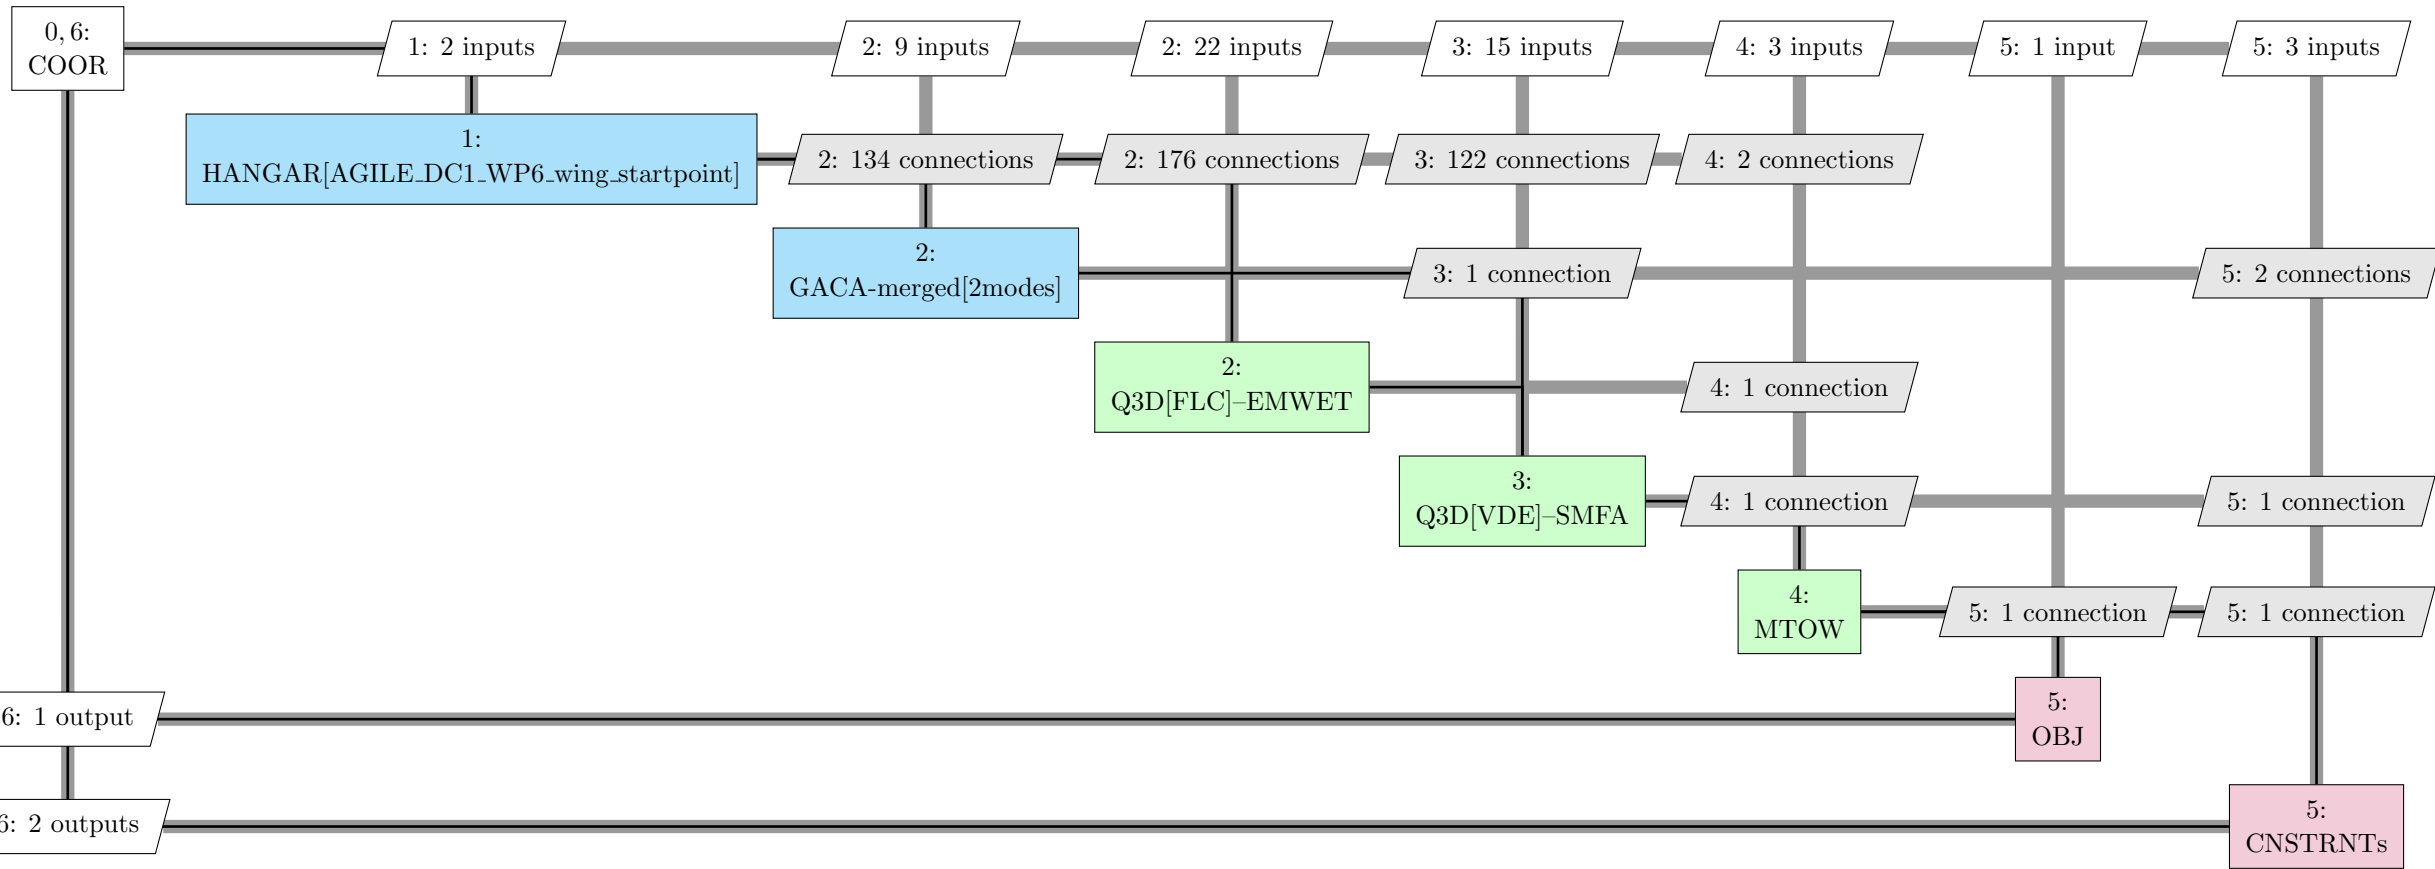 0, 6:
COOR
1: 2 inputs
2: 9 inputs
2: 22 inputs
3: 15 inputs
4: 3 inputs
5: 1 input
5: 3 inputs
1:
HANGAR[AGILE_DC1_WP6_wing_startpoint]
2: 134 connections
2: 176 connections
3: 122 connections
4: 2 connections
2:
GACA-merged[2modes]
3: 1 connection
5: 2 connections
2:
Q3D[FLC]–EMWET
4: 1 connection
3:
Q3D[VDE]–SMFA
4: 1 connection
5: 1 connection
4:
MTOW
5: 1 connection
5: 1 connection
6: 1 output
5:
OBJ
6: 2 outputs
5:
CNSTRNTs